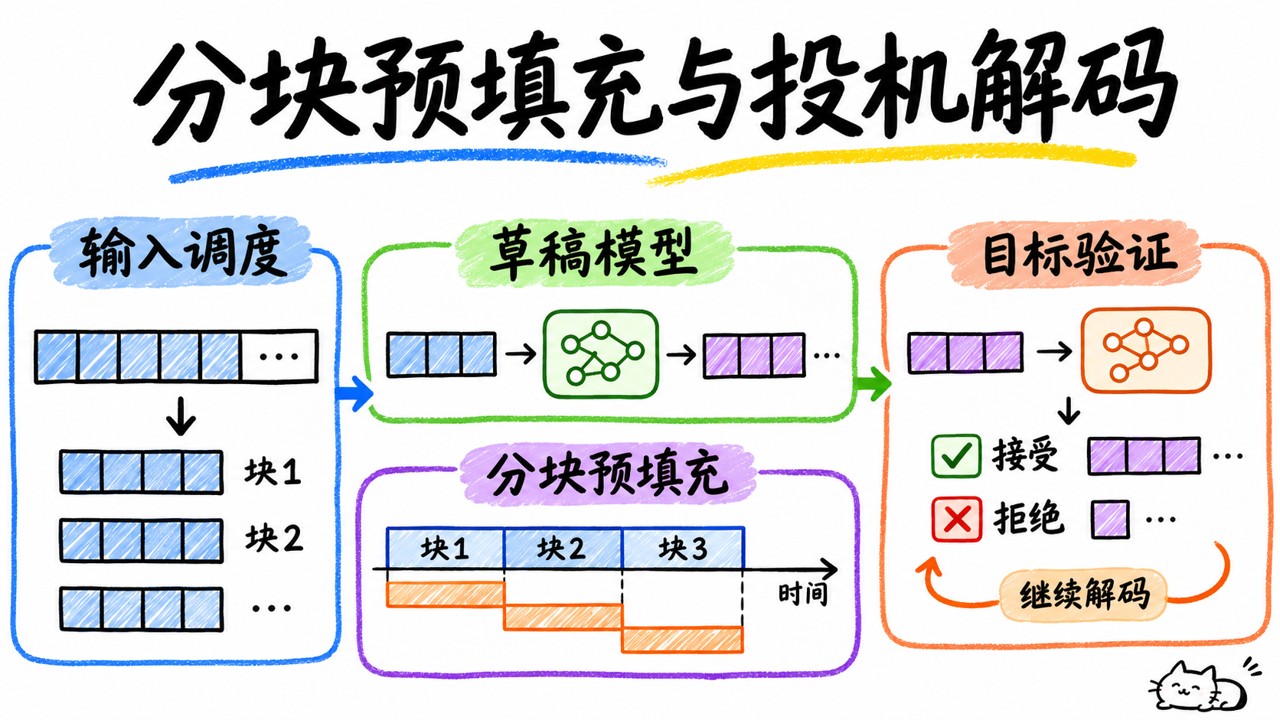 分块预填充与投机解码
输入调度
...
块1
块2
...
草稿模型
...
分块预填充
块1 块2 块3
时间
目标验证
接受 ...
拒绝 ...
继续解码